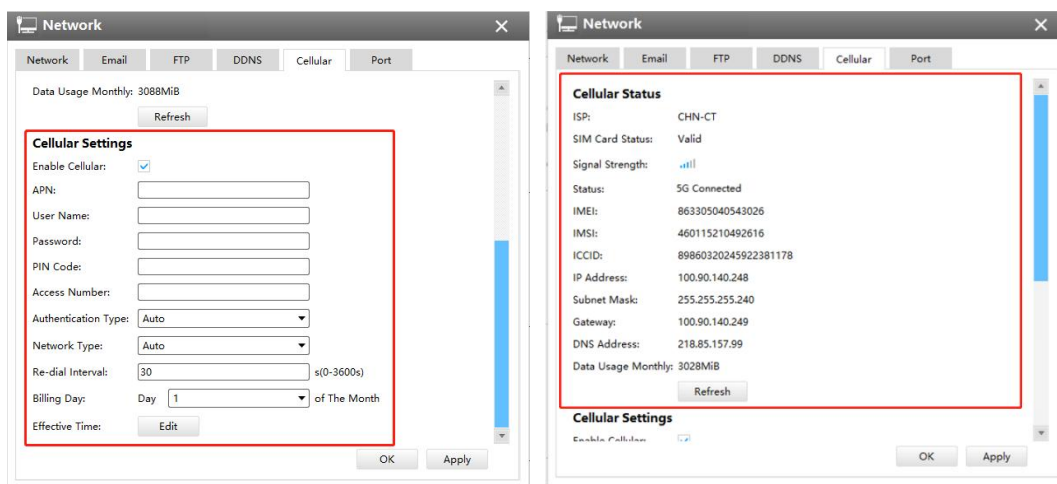 Network
Network Email FTP DDNS Cellular Port
Data Usage Monthly: 3088MiB
Refresh
Cellular Settings
Enable Cellular:
APN:
User Name:
Password:
PIN Code:
Access Number:
Authentication Type: Auto
Network Type: Auto
Re-dial Interval: 30 s(0-3600s)
Billing Day: Day 1 of The Month
Effective Time: Edit
OK Apply
Network
Network Email FTP DDNS Cellular Port
Cellular Status
ISP: CHN-CT
SIM Card Status: Valid
Signal Strength:
Status: 5G Connected
IMEI: 863305040543026
IMSI: 460115210492616
ICCID: 89860320245922381178
IP Address: 100.90.140.248
Subnet Mask: 255.255.255.240
Gateway: 100.90.140.249
DNS Address: 218.85.157.99
Data Usage Monthly: 3028MiB
Refresh
Cellular Settings
Enable Cellular:
OK Apply